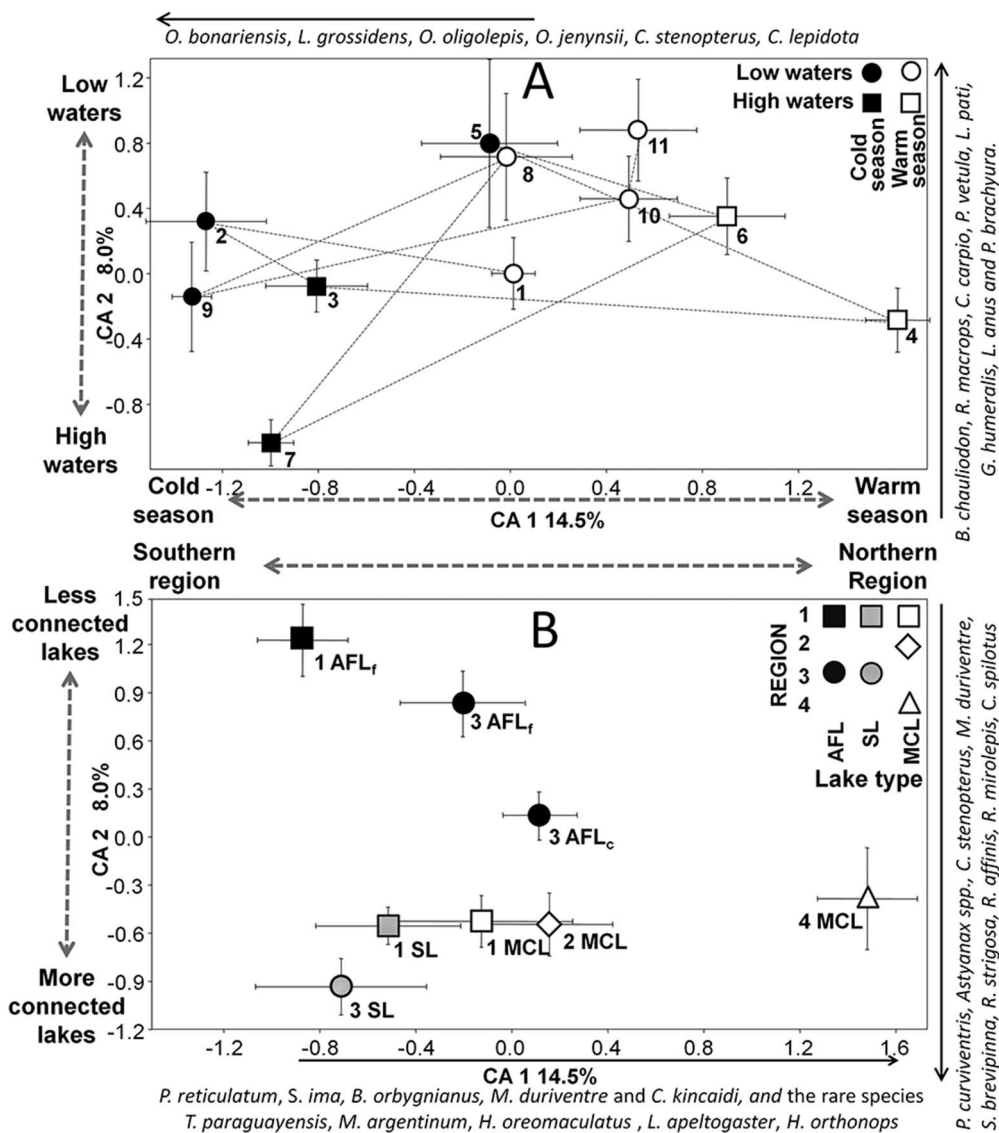 O. bonariensis, L. grossidens, O. oligolepis, O. jenynsii, C. stenopterus, C. lepidota
A
Low waters
High waters
Cold season
Warm season
Low
waters
High
waters
1.2
0.8
0.4
0.0
-0.4
-0.8
CA 2 8.0%
5
8
11
10
6
2
9
3
1
4
7
-1.2
-0.8
-0.4
0.0
0.4
0.8
1.2
Cold
season
CA 1 14.5%
Warm
season
B. chauliodon, R. macrops, C. carpio, P. vetula, L. pati,
G. humeralis, L. anus and P. brachyura.
Southern
region
Northern
Region
Less
connected
lakes
More
connected
lakes
B
1.5
1.2
0.9
0.6
0.3
0.0
-0.3
-0.6
-0.9
-1.2
CA 2 8.0%
REGION
1
2
3
4
AFL
SL
MCL
Lake type
1 AFLf
3 AFLf
3 AFLc
1 SL
1 MCL
2 MCL
4 MCL
3 SL
-1.2
-0.8
-0.4
0.0
0.4
0.8
1.2
1.6
CA 1 14.5%
P. reticulatum, S. ima, B. orbygnianus, M. duriventre and C. kincaidi, and the rare species
T. paraguayensis, M. argentinum, H. oreomaculatus , L. apeltogaster, H. orthonops
P. curviventris, Astyanax spp., C. stenopterus, M. duriventre,
S. brevipinna, R. strigosa, R. affinis, R. mirolepis, C. spilotus